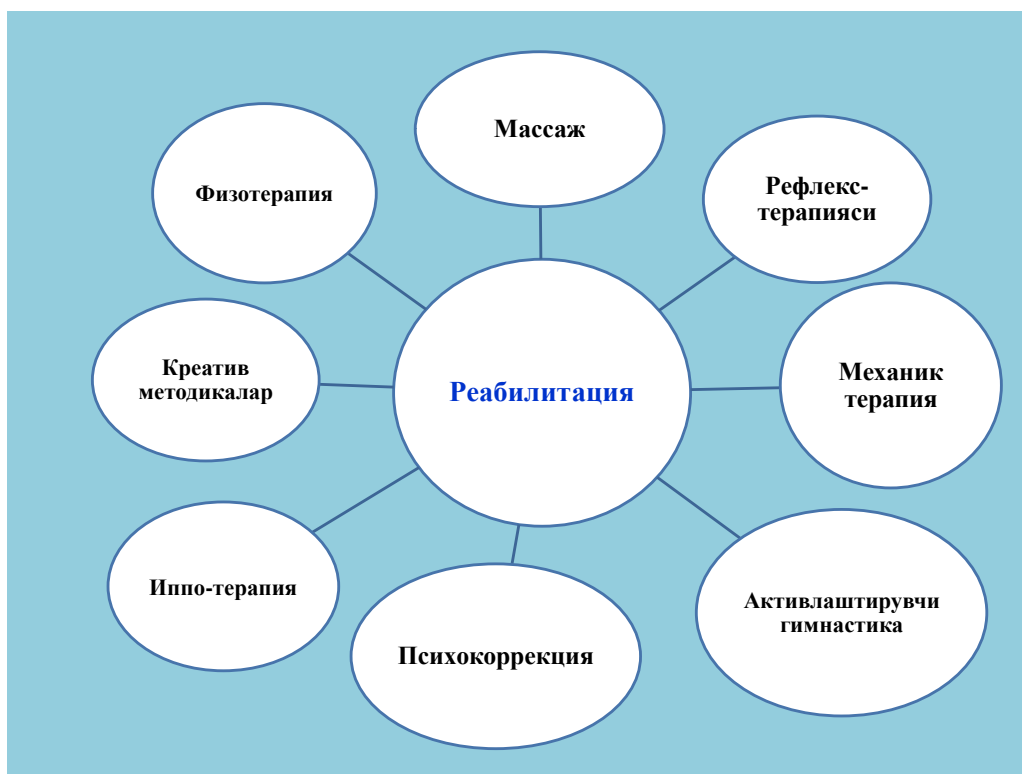 Массаж
Физотерапия
Рефлекс-
терапияси
Креатив
методикалар
Реабилитация
Механик
терапия
Иппо-терапия
Психокоррекция
Активлаштирувчи
гимнастика